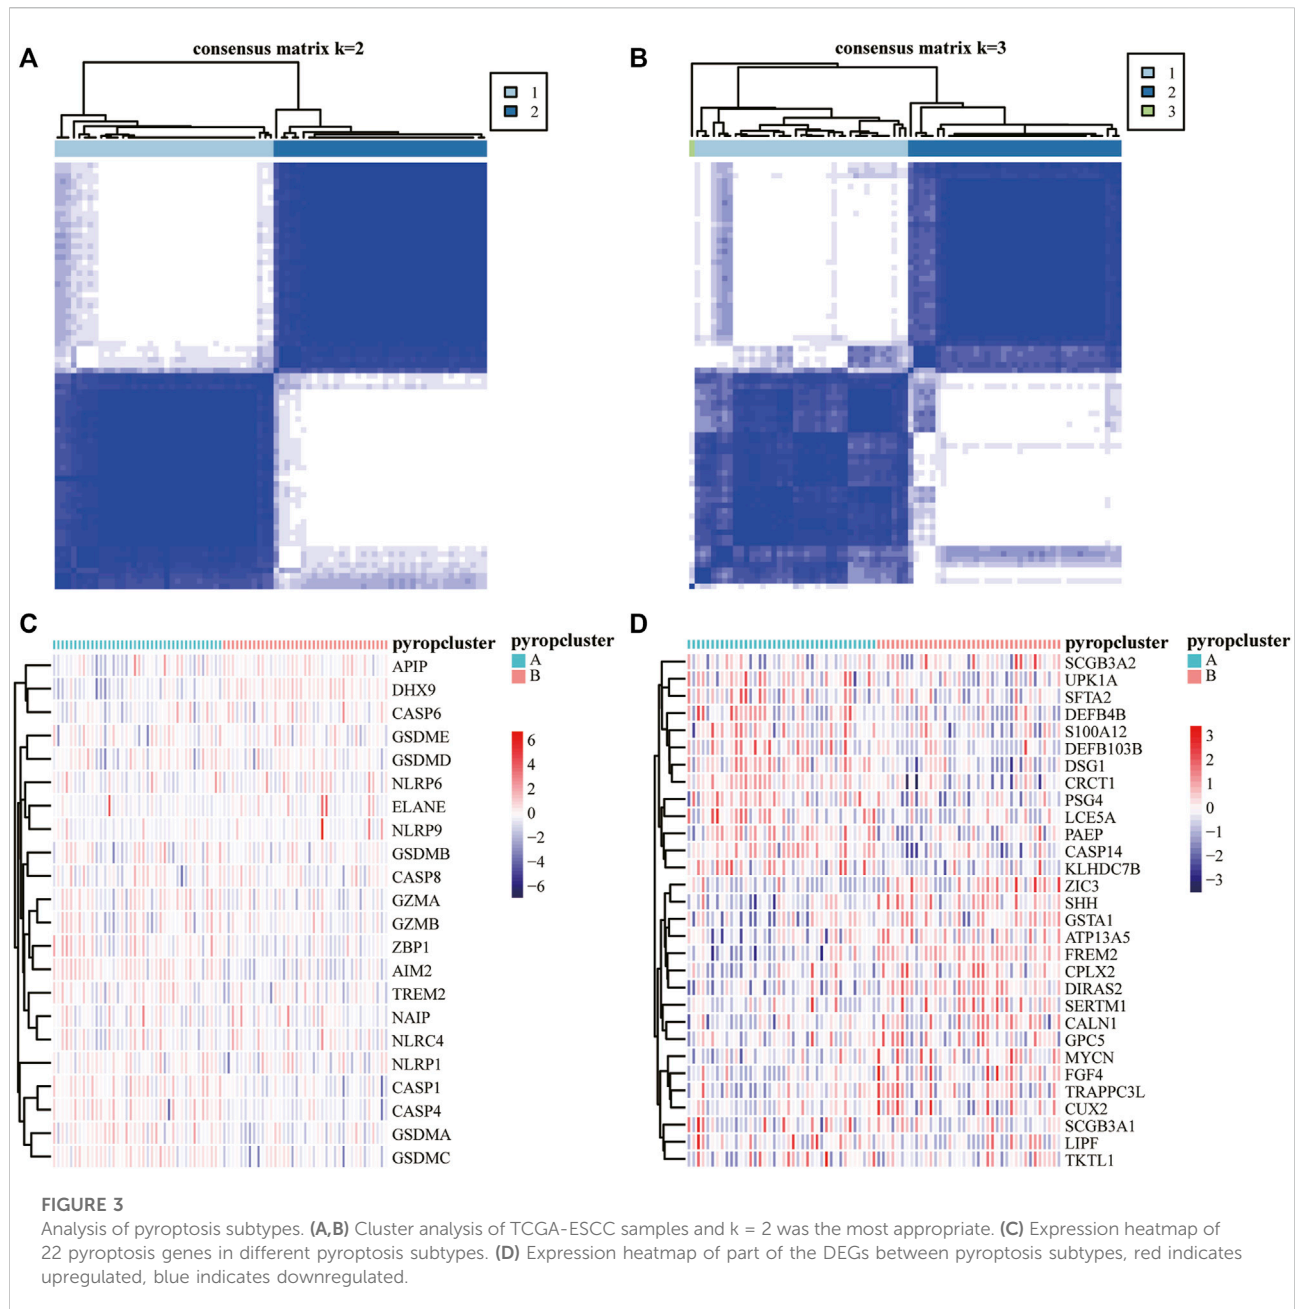 A
consensus matrix k=2
1
2
B
consensus matrix k=3
1
2
3
C
pyropcluster
APIP
DHX9
CASP6
GSDME
GSDMD
NLRP6
ELANE
NLRP9
GSDMB
CASP8
GZMA
GZMB
ZBP1
AIM2
TREM2
NAIP
NLRC4
NLRP1
CASP1
CASP4
GSDMA
GSDMC
pyropcluster
A
B
6
4
2
0
−2
−4
−6
D
pyropcluster
SCGB3A2
UPK1A
SFTA2
DEFB4B
S100A12
DEFB103B
DSG1
CRCT1
PSG4
LCE5A
PAEP
CASP14
KLHDC7B
ZIC3
SHH
GSTA1
ATP13A5
FREM2
CPLX2
DIRAS2
SERTM1
CALN1
GPC5
MYCN
FGF4
TRAPPC3L
CUX2
SCGB3A1
LIPF
TKTL1
pyropcluster
A
B
3
2
1
0
−1
−2
−3
FIGURE 3
Analysis of pyroptosis subtypes. (A,B) Cluster analysis of TCGA-ESCC samples and k = 2 was the most appropriate. (C) Expression heatmap of
22 pyroptosis genes in different pyroptosis subtypes. (D) Expression heatmap of part of the DEGs between pyroptosis subtypes, red indicates
upregulated, blue indicates downregulated.